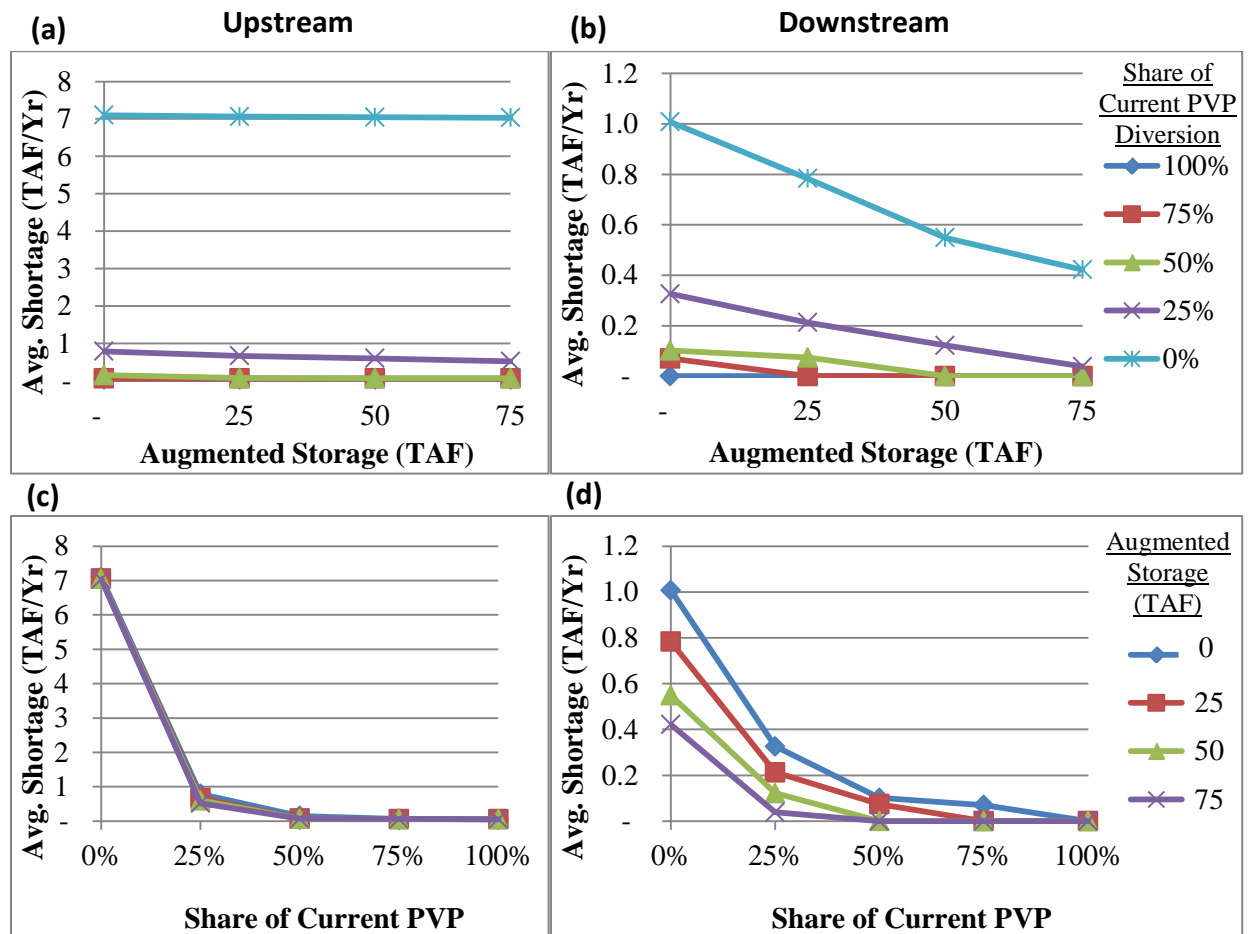 (a) Upstream
Avg. Shortage (TAF/Yr)
8
7
6
5
4
3
2
1
-
- 25 50 75
Augmented Storage (TAF)
(b) Downstream
Avg. Shortage (TAF/Yr)
1.2
1.0
0.8
0.6
0.4
0.2
-
- 25 50 75
Augmented Storage (TAF)
Share of
Current PVP
Diversion
100%
75%
50%
25%
0%
(c)
Avg. Shortage (TAF/Yr)
8
7
6
5
4
3
2
1
-
0% 25% 50% 75% 100%
Share of Current PVP
(d)
Avg. Shortage (TAF/Yr)
1.2
1.0
0.8
0.6
0.4
0.2
-
0% 25% 50% 75% 100%
Share of Current PVP
Augmented
Storage
(TAF)
0
25
50
75